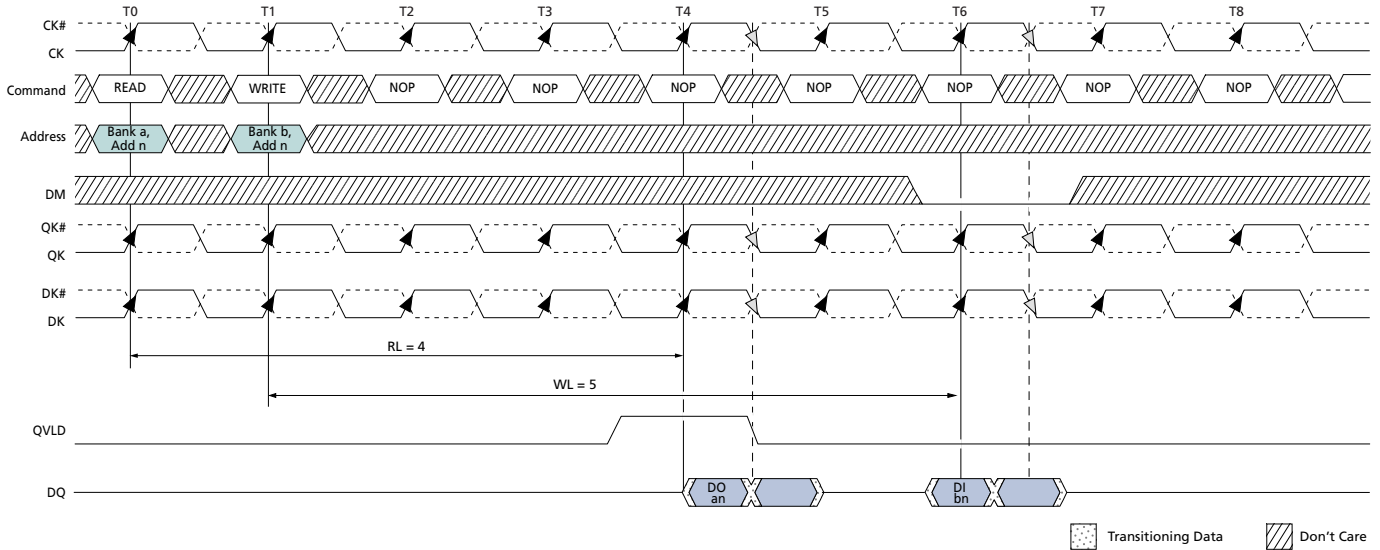 T0 T1 T2 T3 T4 T5 T6 T7 T8
CK#
CK
Command READ WRITE NOP NOP NOP NOP NOP NOP NOP
Address Bank a, Bank b,
Add n Add n
DM
QK#
QK
DK#
DK
RL = 4
WL = 5
QVLD
DQ DO DI
an bn
Transitioning Data Don't Care